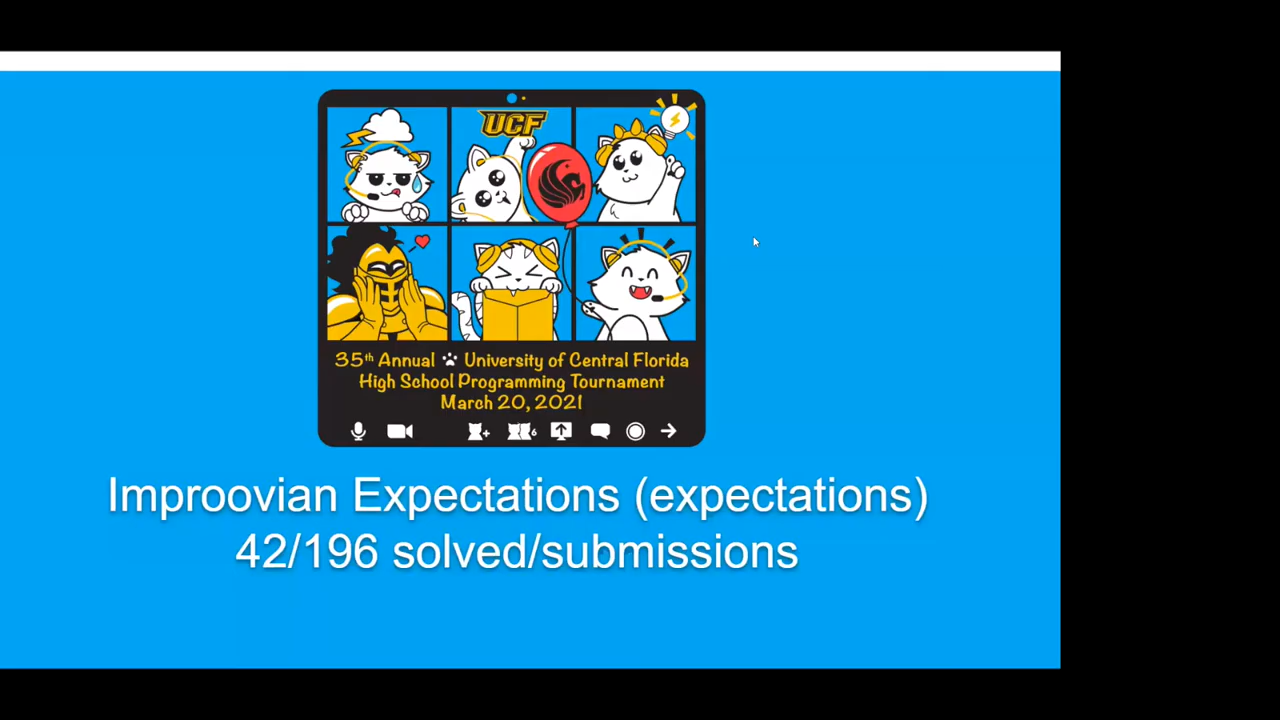 UCF
35th Annual University of Central Florida
High School Programming Tournament
March 20, 2021
6
Improovian Expectations (expectations)
42/196 solved/submissions